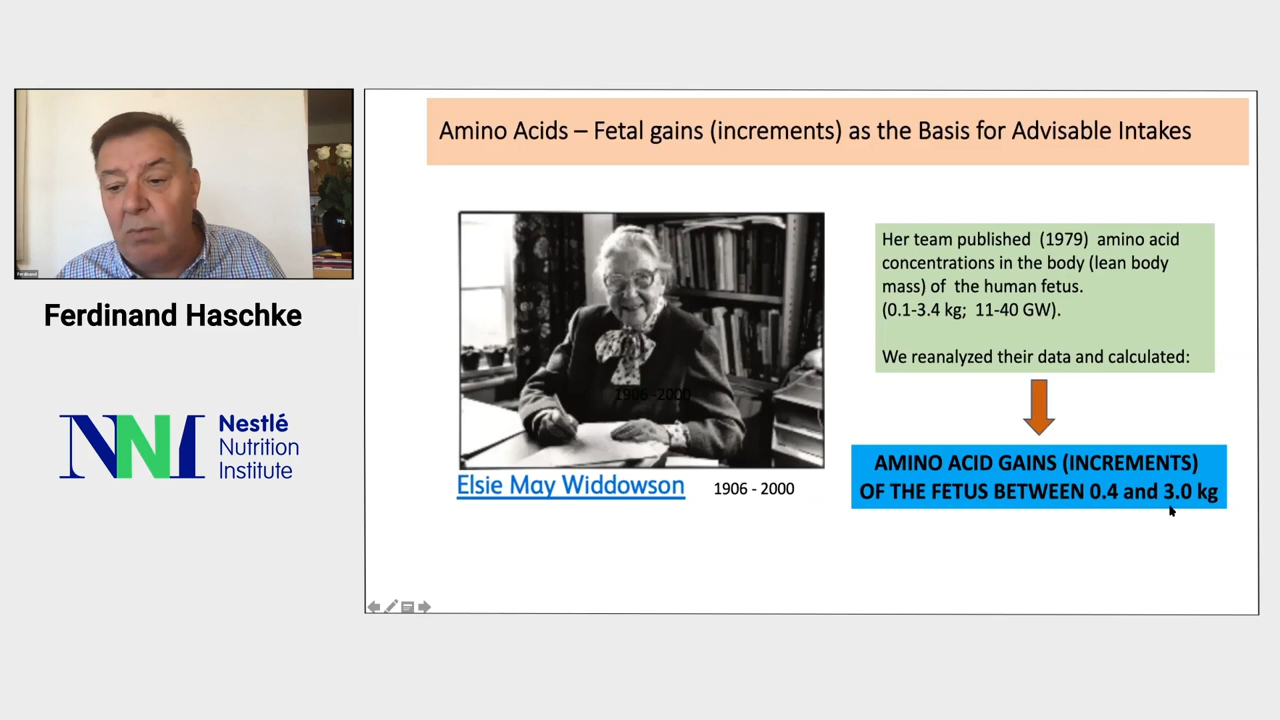 Ferdinand
Ferdinand Haschke
NNI
Nestlé
Nutrition
Institute
Amino Acids – Fetal gains (increments) as the Basis for Advisable Intakes
1906 -2000
Elsie May Widdowson
1906 - 2000
Her team published (1979) amino acid
concentrations in the body (lean body
mass) of the human fetus.
(0.1-3.4 kg; 11-40 GW).
We reanalyzed their data and calculated:
AMINO ACID GAINS (INCREMENTS)
OF THE FETUS BETWEEN 0.4 and 3.0 kg